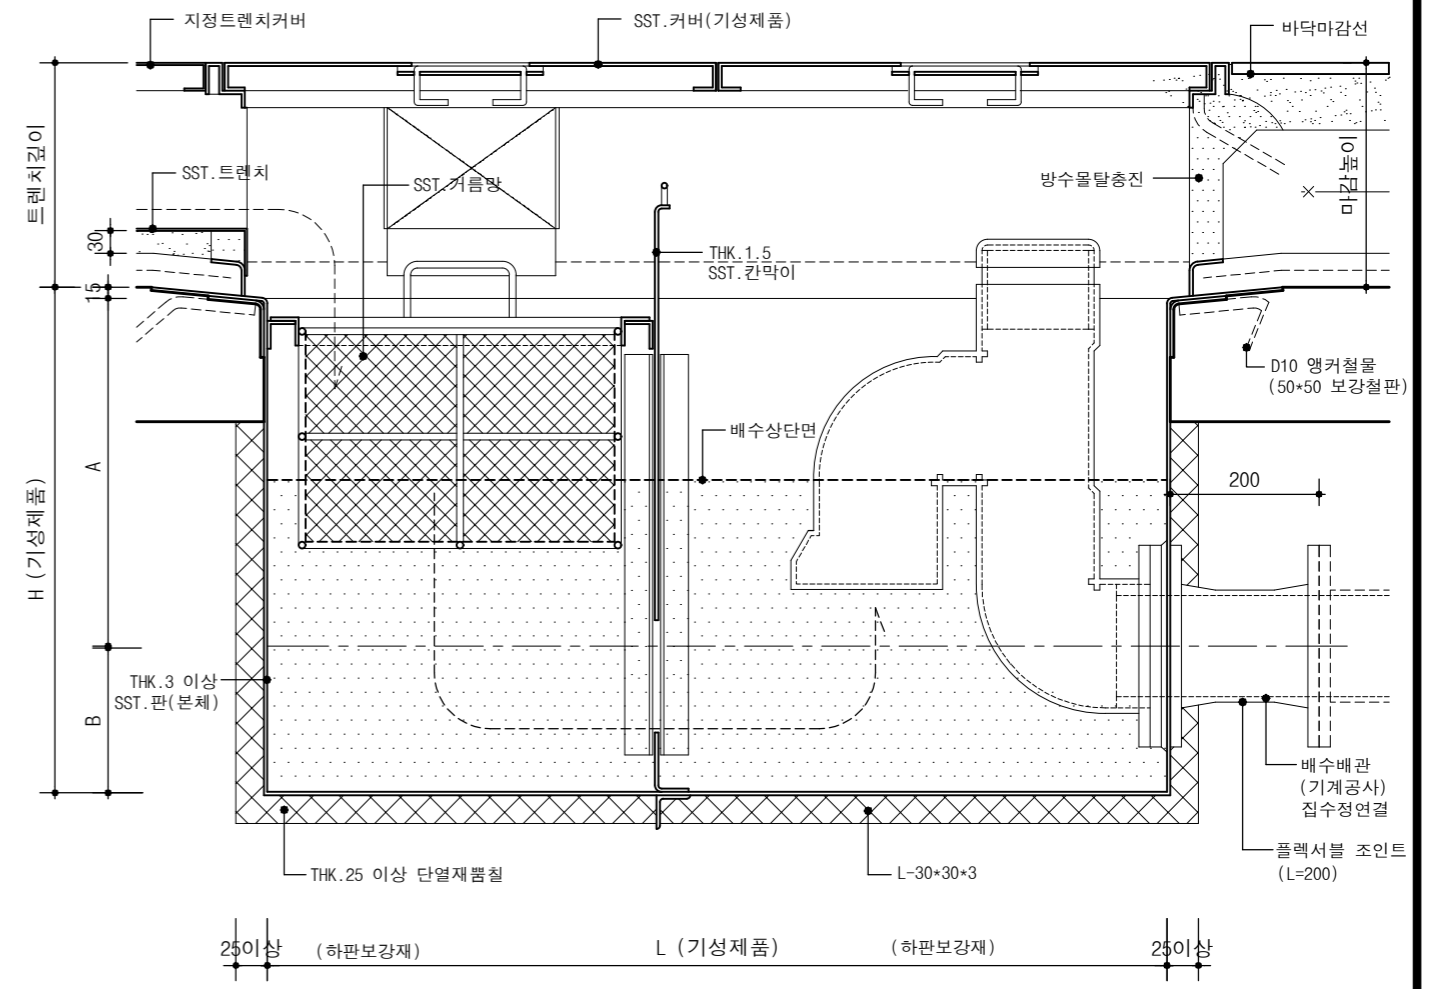 지정트렌치커버
SST.커버(기성제품)
바닥마감선
트렌치깊이
SST.트렌치
SST.거름망
방수몰탈충진
마감높이
30
THK.1.5
SST.칸막이
15
D10 앵커철물
(50*50 보강철판)
배수상단면
A
200
H (기성제품)
THK.3 이상
SST.판(본체)
B
배수배관
(기계공사)
집수정연결
플렉서블 조인트
(L=200)
THK.25 이상 단열재뿜칠
L-30*30*3
25이상
(하판보강재)
L (기성제품)
(하판보강재)
25이상